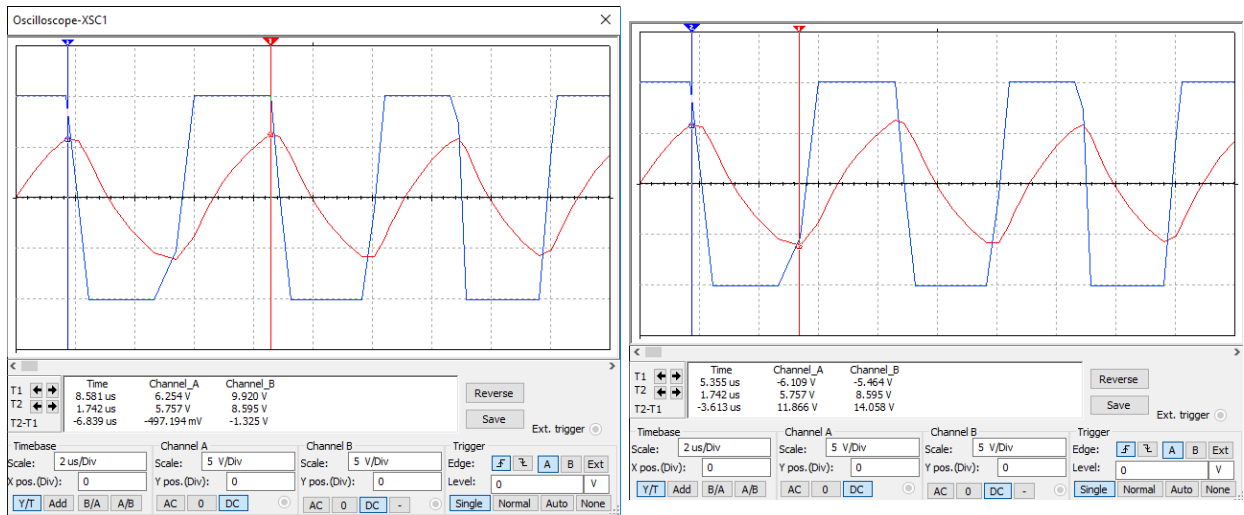 Oscilloscope-XSC1
2
1
T1
T2
T2-T1
Time Channel_A Channel_B
8.581 us 6.254 V 9.920 V
1.742 us 5.757 V 8.595 V
-6.839 us -497.194 mV -1.325 V
Reverse
Save
Ext. trigger
Timebase
Scale: 2 us/Div
X pos.(Div): 0
Y/T Add B/A A/B
Channel A
Scale: 5 V/Div
Y pos.(Div): 0
AC 0 DC
Channel B
Scale: 5 V/Div
Y pos.(Div): 0
AC 0 DC -
Trigger
Edge: A B Ext
Level: 0 V
Single Normal Auto None
2
1
T1
T2
T2-T1
Time Channel_A Channel_B
5.355 us -6.109 V -5.464 V
1.742 us 5.757 V 8.595 V
-3.613 us 11.866 V 14.058 V
Reverse
Save
Ext. trigger
Timebase
Scale: 2 us/Div
X pos.(Div): 0
Y/T Add B/A A/B
Channel A
Scale: 5 V/Div
Y pos.(Div): 0
AC 0 DC
Channel B
Scale: 5 V/Div
Y pos.(Div): 0
AC 0 DC -
Trigger
Edge: A B Ext
Level: 0 V
Single Normal Auto None